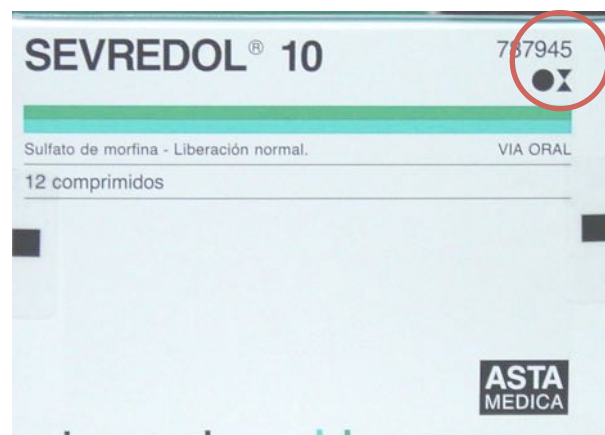 SEVREDOL® 10
787945
Sulfato de morfina - Liberación normal.
VIA ORAL
12 comprimidos
ASTA
MEDICA